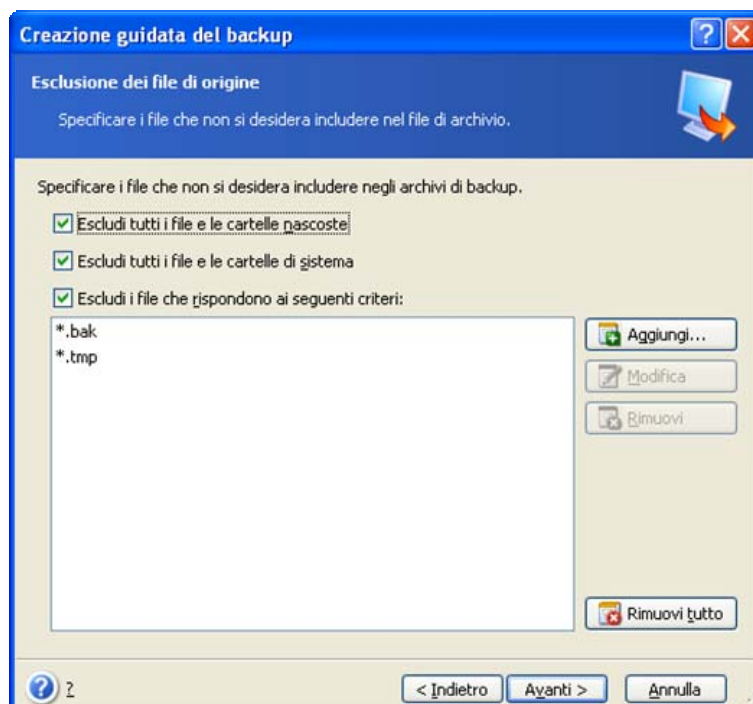 Creazione guidata del backup
Esclusione dei file di origine
Specificare i file che non si desidera includere nel file di archivio.
Specificare i file che non si desidera includere negli archivi di backup.
Escludi tutti i file e le cartelle nascoste
Escludi tutti i file e le cartelle di sistema
Escludi i file che rispondono ai seguenti criteri:
*.bak
*.tmp
Aggiungi...
Modifica
Rimuovi
Rimuovi tutto
?
< Indietro
Avanti >
Annulla